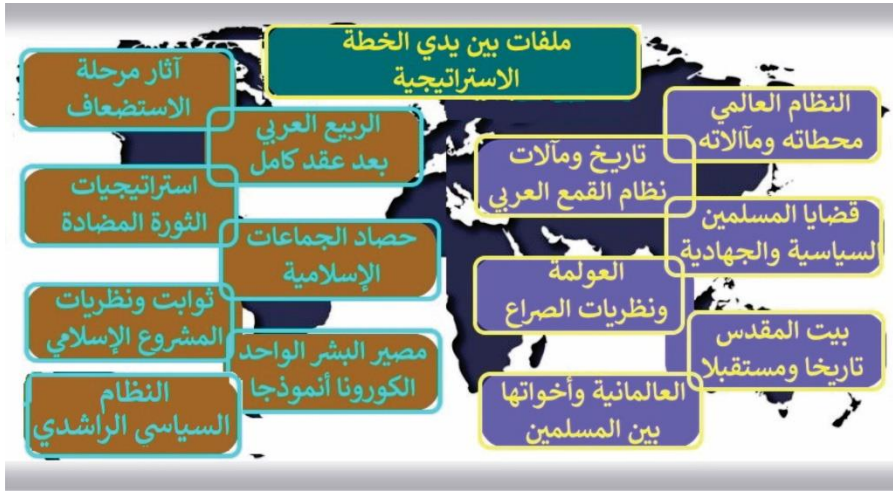 ملفات بين يدي الخطة
الاستراتيجية
النظام العالمي
محطاته ومآالاته
تاريخ ومآلات
نظام القمع العربي
قضايا المسلمين
السياسية والجهادية
العولمة
ونظريات الصراع
بيت المقدس
تاريخا ومستقبلا
العالمانية وأخواتها
بين المسلمين
آثار مرحلة
الاستضعاف
الربيع العربي
بعد عقد كامل
استراتيجيات
الثورة المضادة
حصاد الجماعات
الإسلامية
ثوابت ونظريات
المشروع الإسلامي
مصير البشر الواحد
الكورونا أنموذجا
النظام
السياسي الراشدي